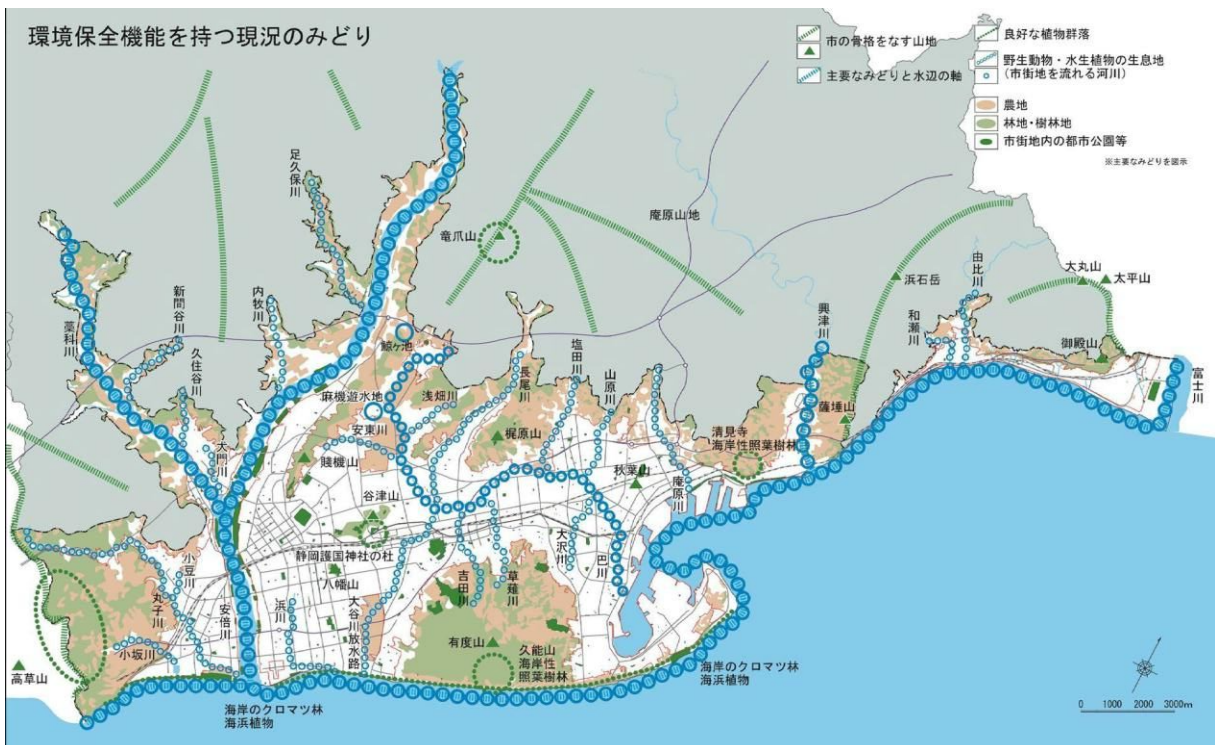 環境保全機能を持つ現況のみどり
市の骨格をなす山地
主要なみどりと水辺の軸
良好な植物群落
野生動物・水生植物の生息地
(市街地を流れる河川)
農地
林地・樹林地
市街地内の都市公園等
※主要なみどりを図示
足久保川
竜爪山
庵原山地
浜石岳
由比川
大丸山
太平山
新間谷川
内牧川
藁科川
久住谷川
鯨ヶ池
興津川
和瀬川
御殿山
富士川
麻機遊水地
浅畑川
長尾川
塩田川
山原川
安東川
梶原山
薩埵山
清見寺
海岸性照葉樹林
木門川
賤機山
秋葉山
庵原川
谷津山
静岡護国神社の杜
八幡山
小豆川
丸子川
安倍川
浜川
大谷川放水路
吉田川
草薙川
大沢川
巴川
小坂川
有度山
久能山
海岸性
照葉樹林
高草山
海岸のクロマツ林
海浜植物
海岸のクロマツ林
海浜植物
0 1000 2000 3000m